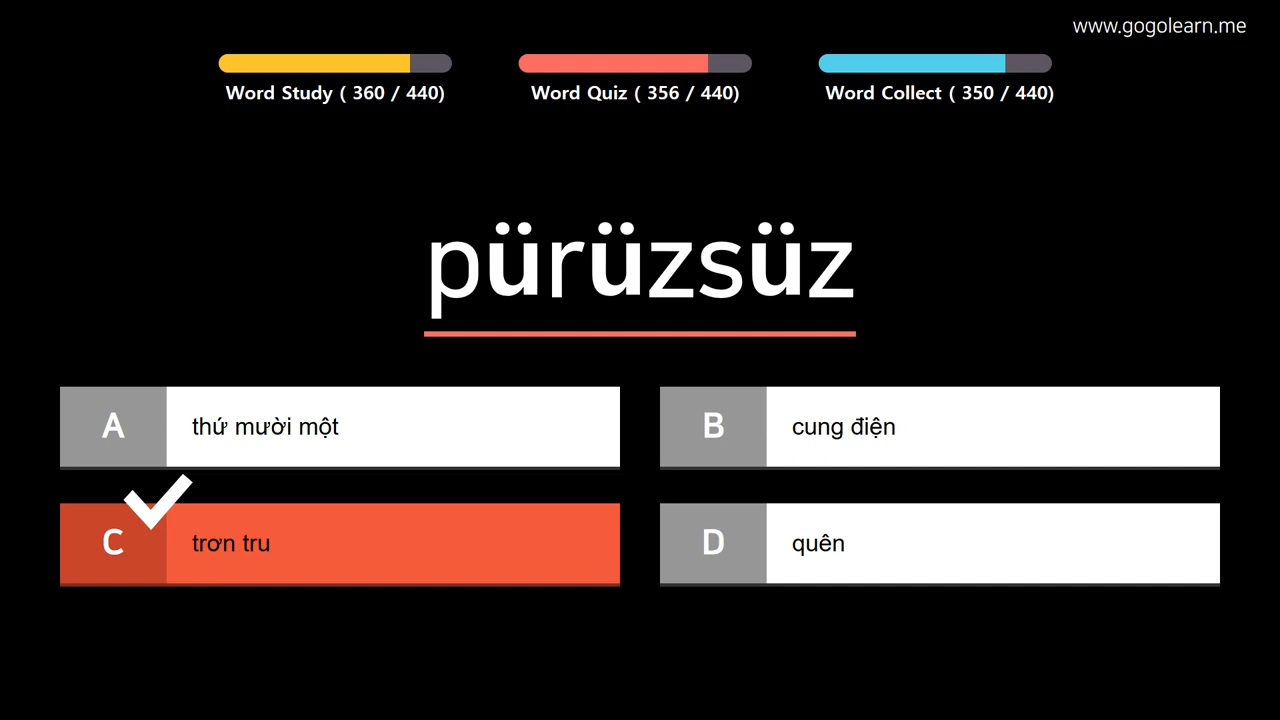 www.gogolearn.me
Word Study ( 360 / 440)
Word Quiz ( 356 / 440)
Word Collect ( 350 / 440)
pürüzsüz
A thứ mười một
B cung điện
C trơn tru
D quên